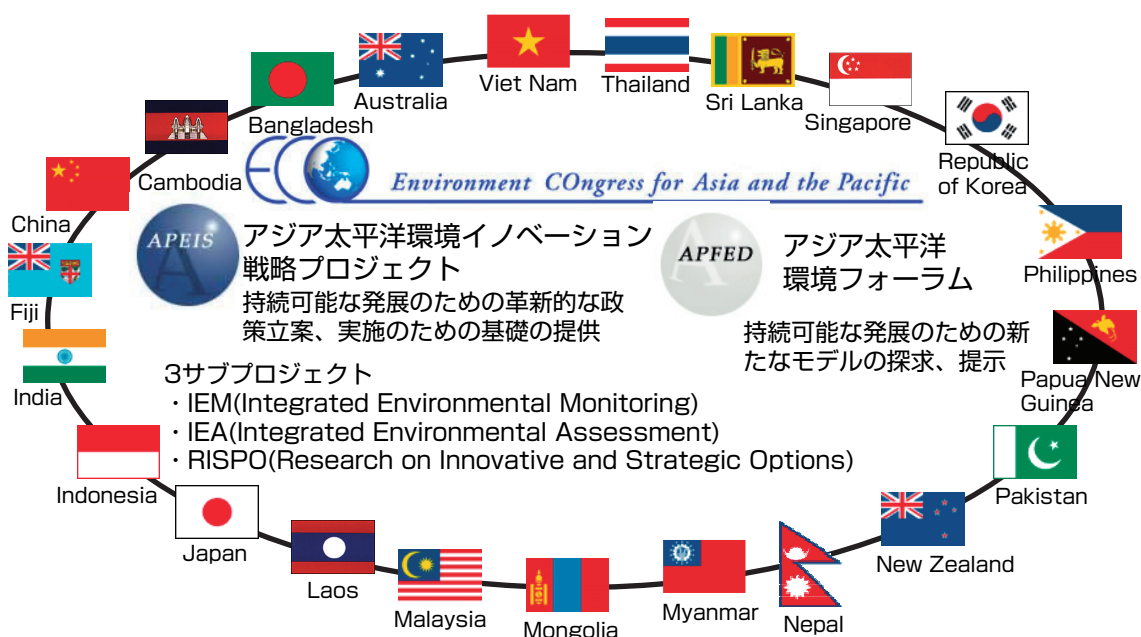 Viet Nam
Thailand
Sri Lanka
Singapore
Republic
of Korea
Philippines
Papua New
Guinea
Pakistan
New Zealand
Nepal
Myanmar
Mongolia
Malaysia
Laos
Japan
Indonesia
India
Fiji
China
Cambodia
Bangladesh
Australia
ECO
Environment COngress for Asia and the Pacific
APEIS
アジア太平洋環境イノベーション
戦略プロジェクト
持続可能な発展のための革新的な政
策立案、実施のための基礎の提供
3サブプロジェクト
・IEM(Integrated Environmental Monitoring)
・IEA(Integrated Environmental Assessment)
・RISPO(Research on Innovative and Strategic Options)
APFED
アジア太平洋
環境フォーラム
持続可能な発展のための新
たなモデルの探求、提示